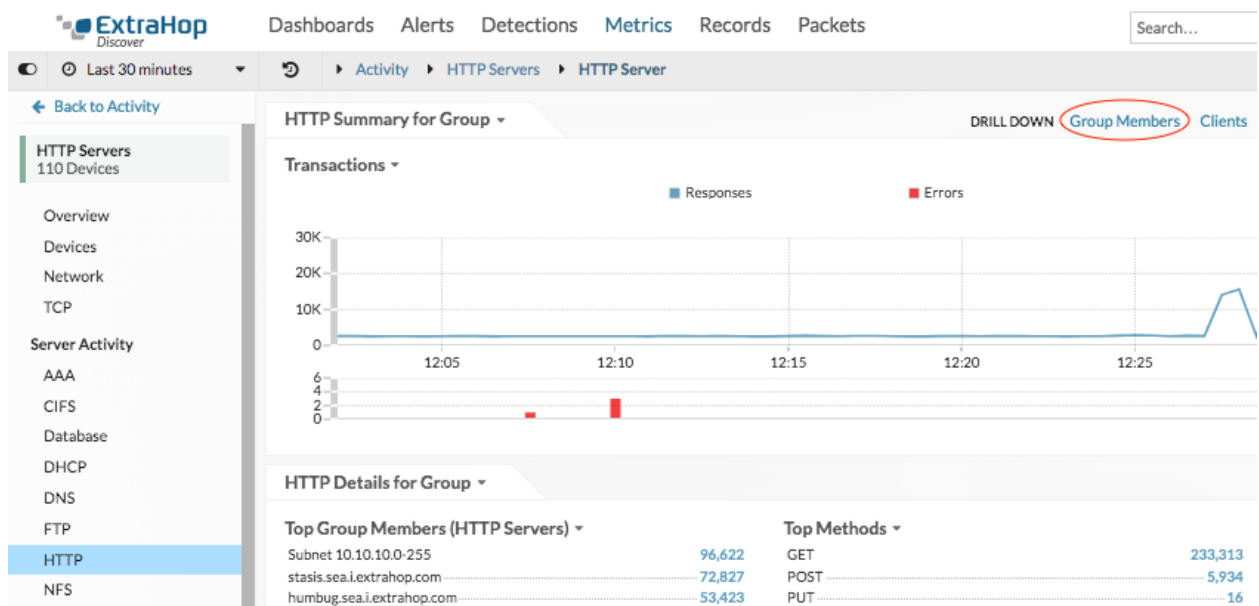 ExtraHop
Discover
Dashboards Alerts Detections Metrics Records Packets
Search...
Last 30 minutes
Activity HTTP Servers HTTP Server
Back to Activity
HTTP Servers
110 Devices
Overview
Devices
Network
TCP
Server Activity
AAA
CIFS
Database
DHCP
DNS
FTP
HTTP
NFS
HTTP Summary for Group
DRILL DOWN Group Members Clients
Transactions
Responses Errors
30K
20K
10K
0
12:05 12:10 12:15 12:20 12:25
6
4
2
0
HTTP Details for Group
Top Group Members (HTTP Servers)
Subnet 10.10.10.0-255 96,622
stasis.sea.i.extrahop.com 72,827
humbug.sea.i.extrahop.com 53,423
Top Methods
GET 233,313
POST 5,934
PUT 16